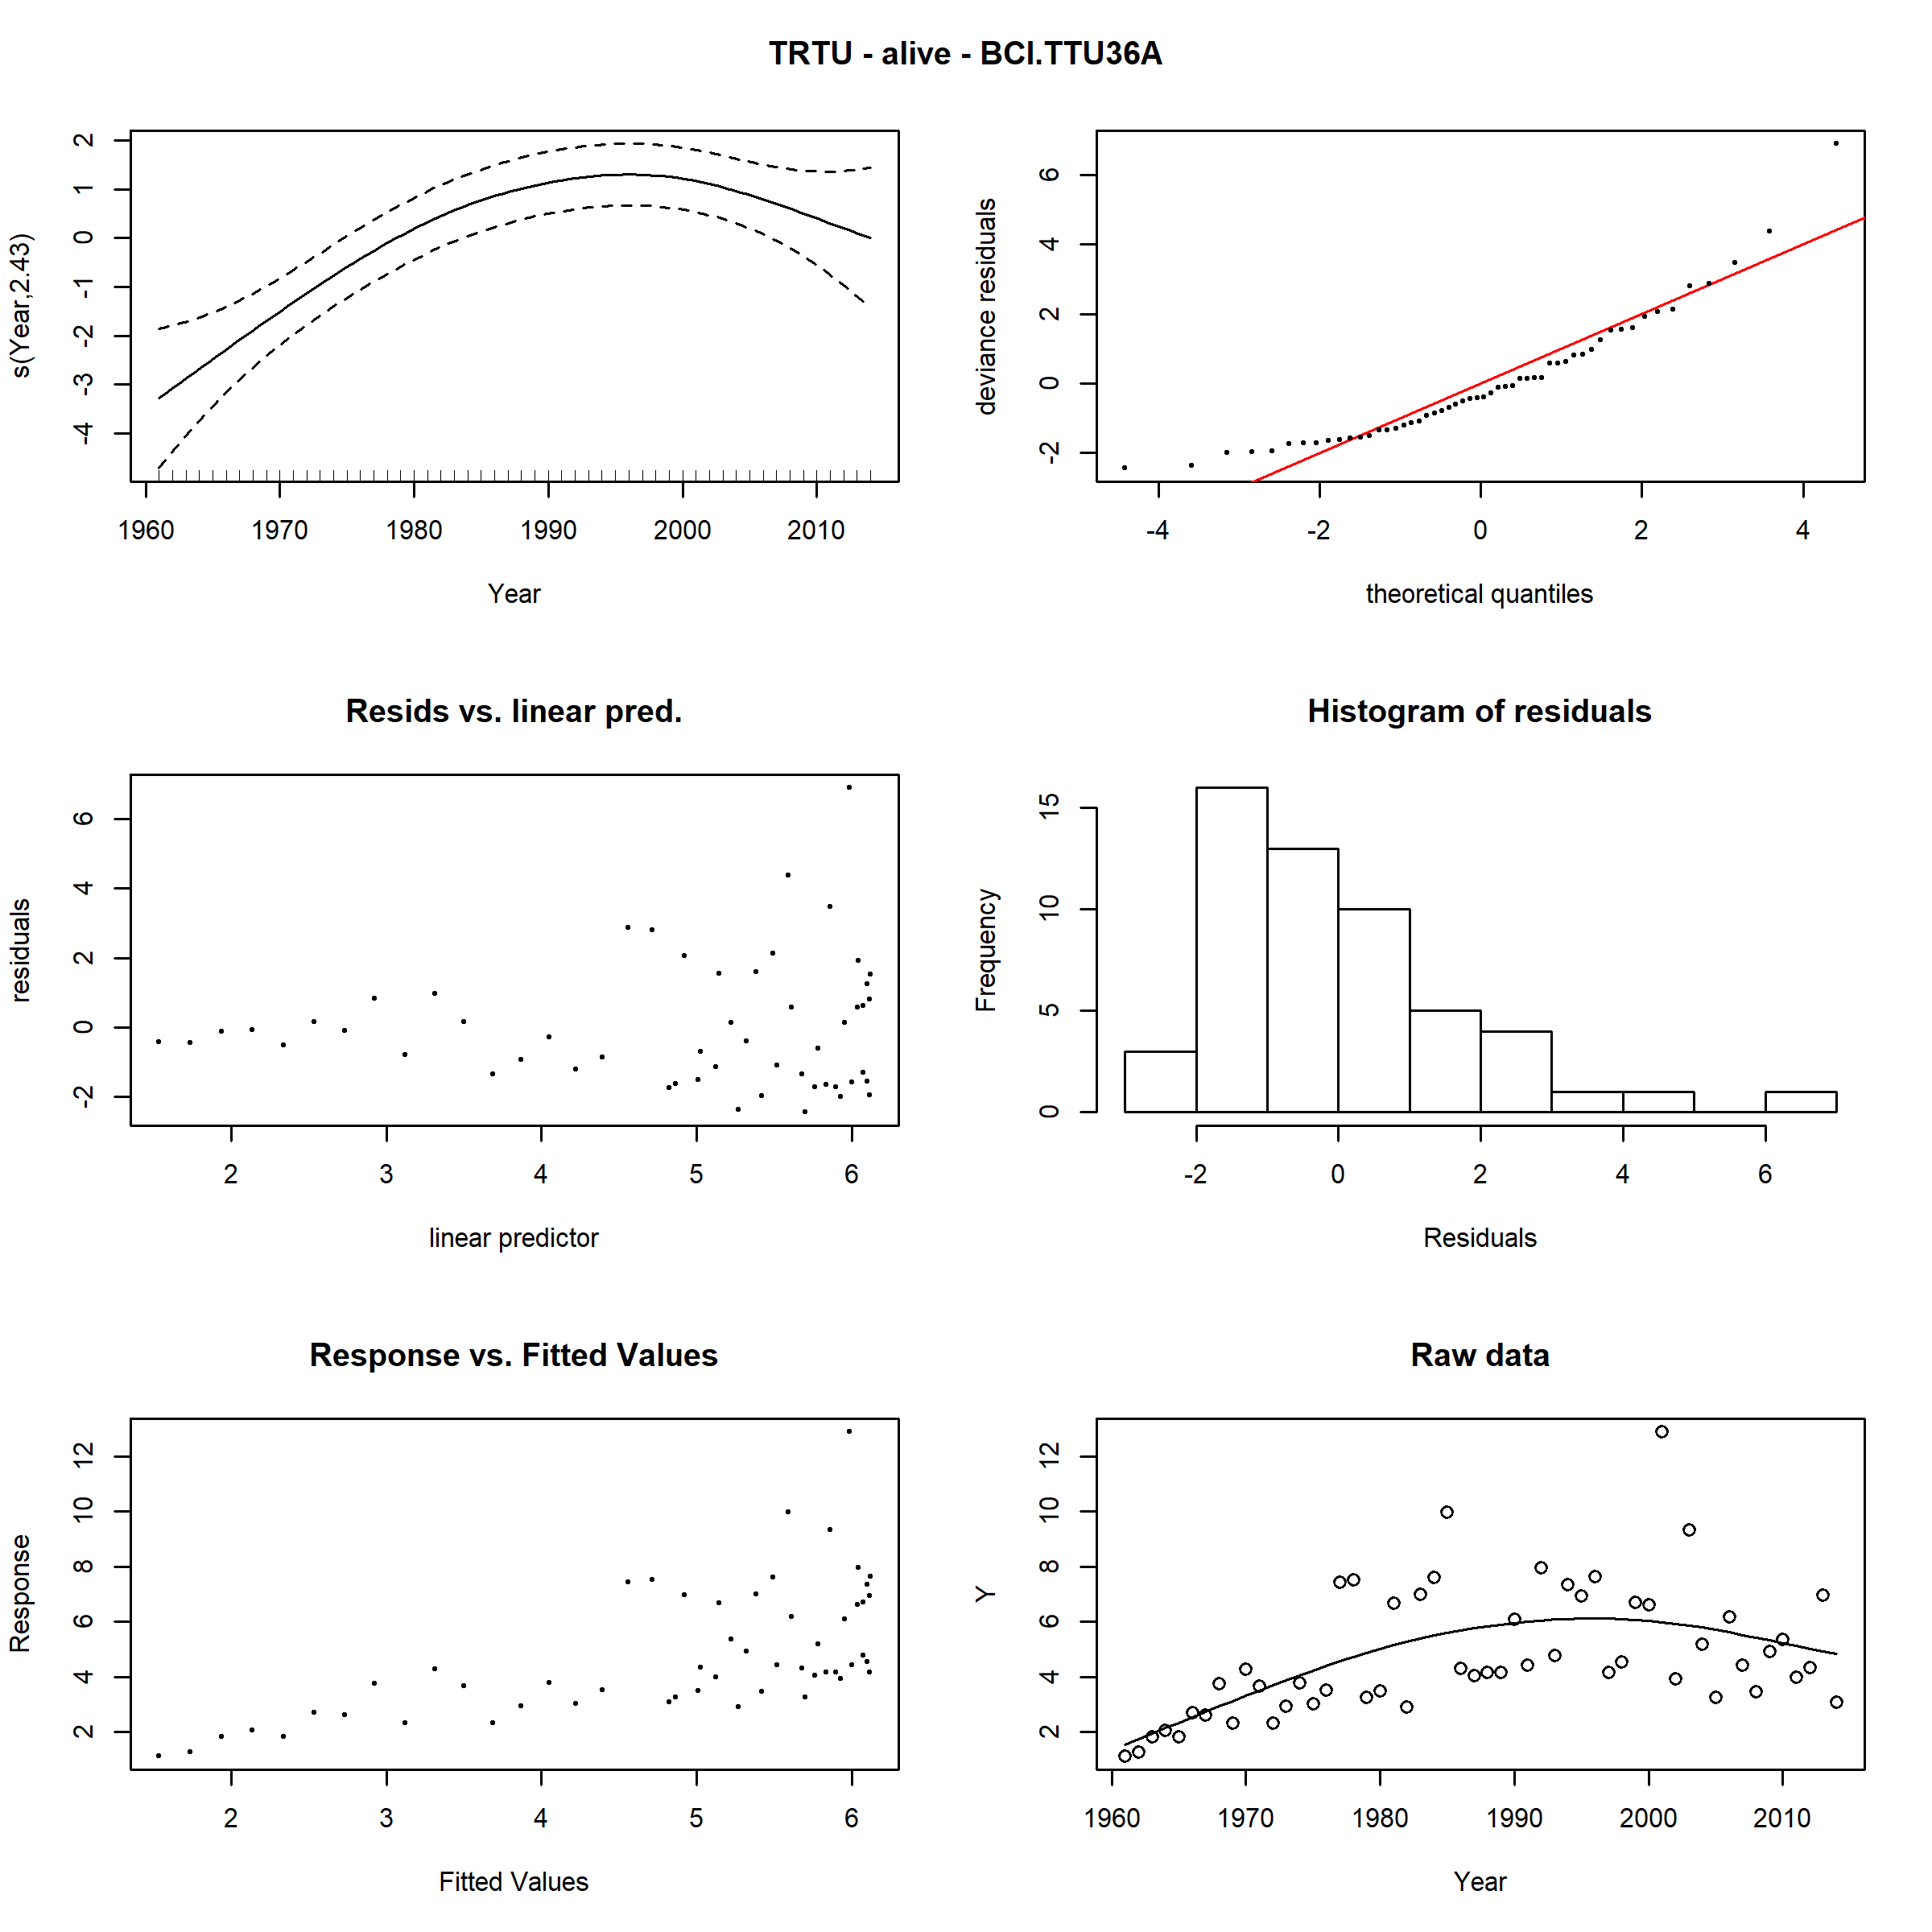 TRTU - alive - BCI.TTU36A
s(Year,2.43)
2
1
0
-1
-2
-3
-4
1960 1970 1980 1990 2000 2010
Year
deviance residuals
6
4
2
0
-2
-4 -2 0 2 4
theoretical quantiles
Resids vs. linear pred.
residuals
6
4
2
0
-2
2 3 4 5 6
linear predictor
Histogram of residuals
Frequency
15
10
5
0
-2 0 2 4 6
Residuals
Response vs. Fitted Values
Response
12
10
8
6
4
2
2 3 4 5 6
Fitted Values
Raw data
Y
12
10
8
6
4
2
1960 1970 1980 1990 2000 2010
Year